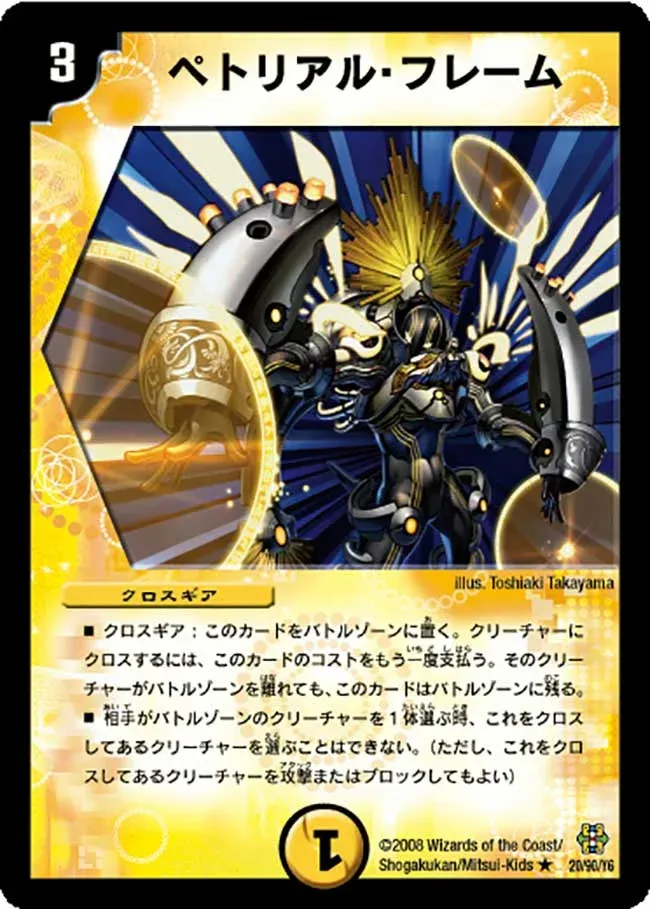 3
ペトリアル・フレーム
illus. Toshiaki Takayama
クロスギア
■ クロスギア：このカードをバトルゾーンに置く。クリーチャーに
クロスするには、このカードのコストをもう一度支払う。そのクリー
チャーがバトルゾーンを離れても、このカードはバトルゾーンに残る。
■ 相手がバトルゾーンのクリーチャーを１体選ぶ時、これをクロス
してあるクリーチャーを選ぶことはできない。（ただし、これをクロ
スしてあるクリーチャーを攻撃またはブロックしてもよい）
1
©2008 Wizards of the Coast/
Shogakukan/Mitsui-Kids ★ 20/90/Y6